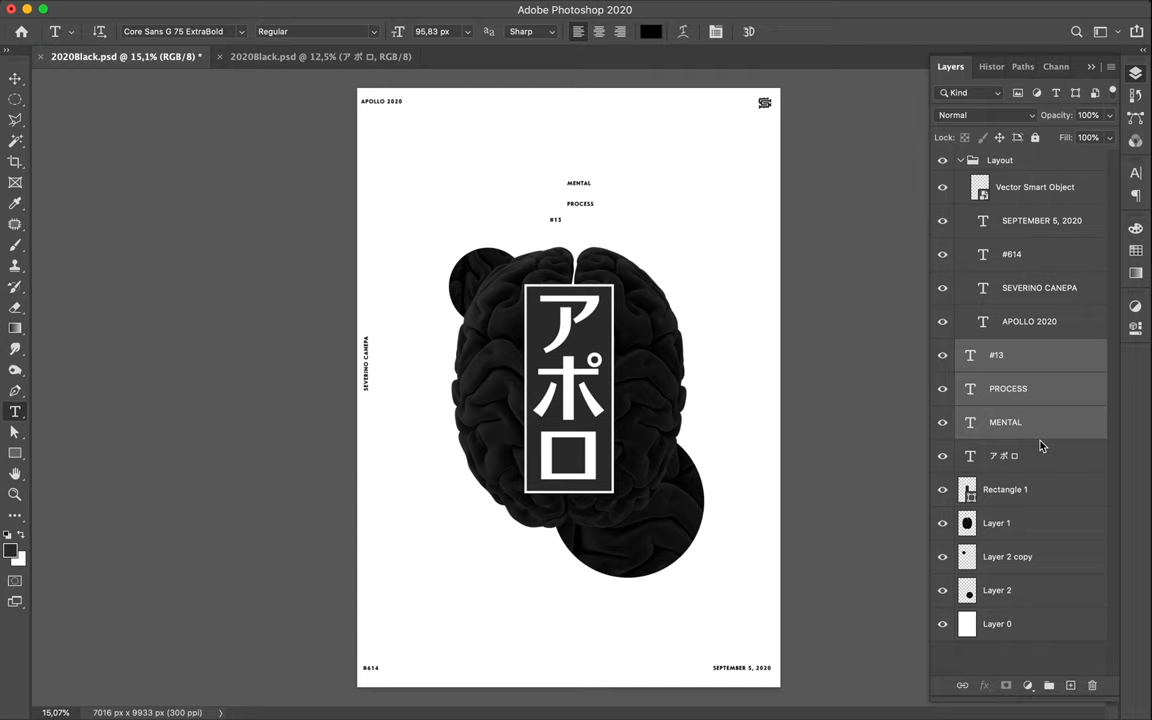 Adobe Photoshop 2020
Core Sans G 75 ExtraBold
Regular
95,83 px
aa
Sharp
3D
2020Black.psd @ 15,1% (RGB/8) *
2020Black.psd @ 12,5% (ア ポ ロ, RGB/8)
Layers
Histor
Paths
Chann
Kind
Normal
Opacity: 100%
Lock:
Fill: 100%
Layout
Vector Smart Object
SEPTEMBER 5, 2020
#614
SEVERINO CANEPA
APOLLO 2020
#13
PROCESS
MENTAL
ア ポ ロ
Rectangle 1
Layer 1
Layer 2 copy
Layer 2
Layer 0
APOLLO 2020
MENTAL
PROCESS
#13
ア
ポ
ロ
SEVERINO CANEPA
#614
SEPTEMBER 5, 2020
15,07%
7016 px x 9933 px (300 ppi)